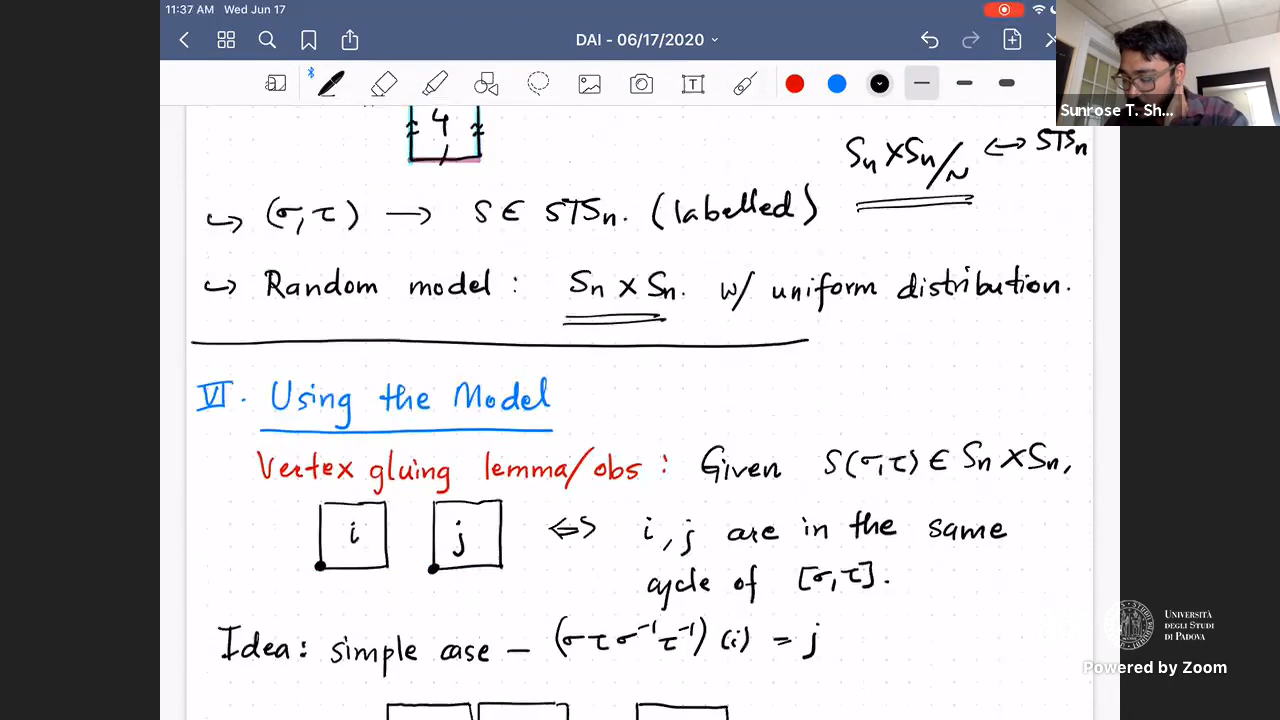 11:37 AM Wed Jun 17
DAI - 06/17/2020
Sunrose T. Sh...
4
Sn × Sn/~ ↔ STSn
↪ (σ,τ) → S ∈ STSn. (labelled)
↪ Random model : Sn × Sn. w/ uniform distribution.
VI. Using the Model
Vertex gluing lemma/obs : Given S(σ,τ) ∈ Sn × Sn,
i j ⇔ i, j are in the same
cycle of [σ,τ].
Idea: simple case – (στσ⁻¹τ⁻¹)(i) = j
UNIVERSITÀ
DEGLI STUDI
DI PADOVA
Powered by Zoom